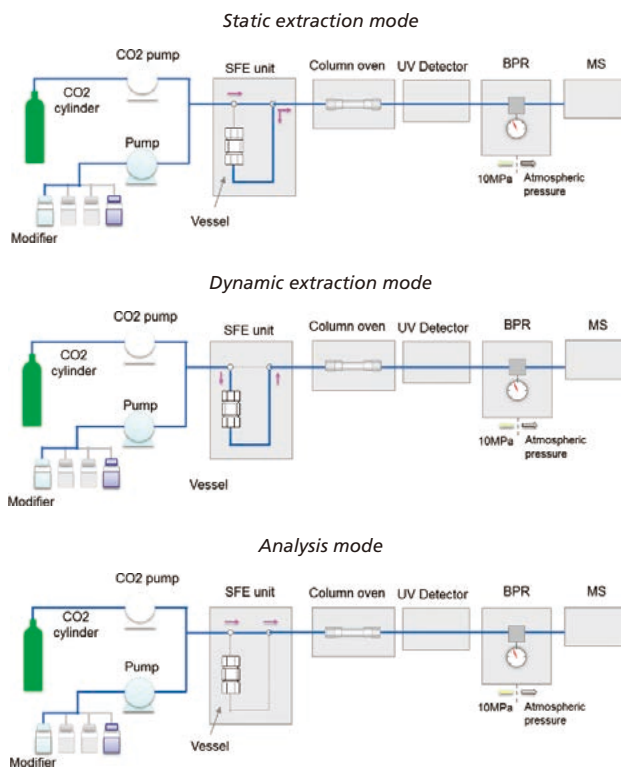 Static extraction mode
CO2 pump
SFE unit
Column oven
UV Detector
BPR
MS
CO2
cylinder
Pump
Vessel
Modifier
10MPa
Atmospheric
pressure
Dynamic extraction mode
CO2 pump
SFE unit
Column oven
UV Detector
BPR
MS
CO2
cylinder
Pump
Vessel
Modifier
10MPa
Atmospheric
pressure
Analysis mode
CO2 pump
SFE unit
Column oven
UV Detector
BPR
MS
CO2
cylinder
Pump
Vessel
Modifier
10MPa
Atmospheric
pressure